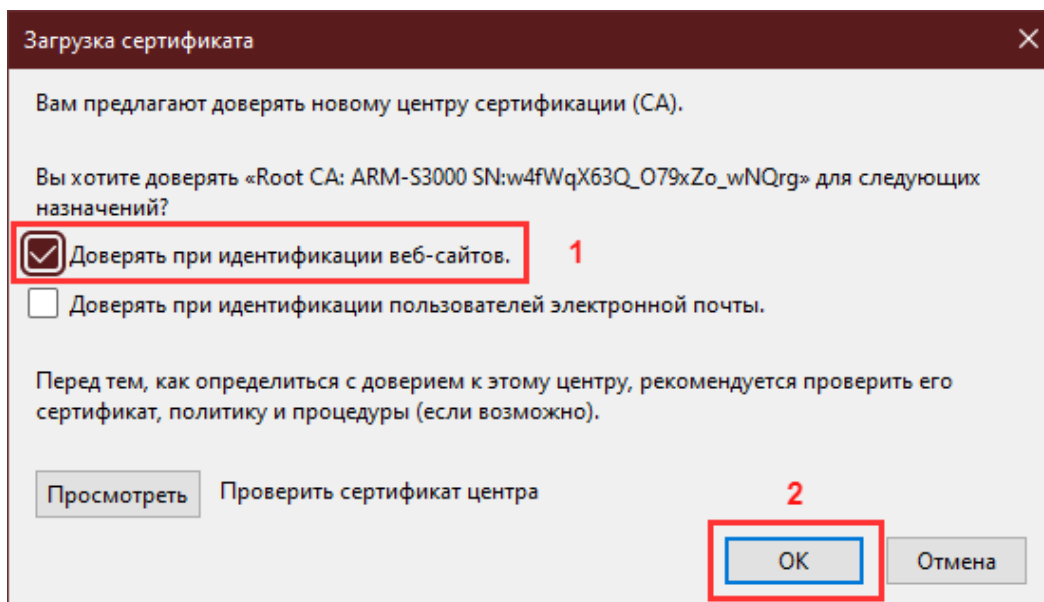 Загрузка сертификата
Вам предлагают доверять новому центру сертификации (CA).
Вы хотите доверять «Root CA: ARM-S3000 SN:w4fWqX63Q_O79xZo_wNQrg» для следующих
назначений?
Доверять при идентификации веб-сайтов.
1
Доверять при идентификации пользователей электронной почты.
Перед тем, как определиться с доверием к этому центру, рекомендуется проверить его
сертификат, политику и процедуры (если возможно).
Просмотреть Проверить сертификат центра
2
ОК Отмена